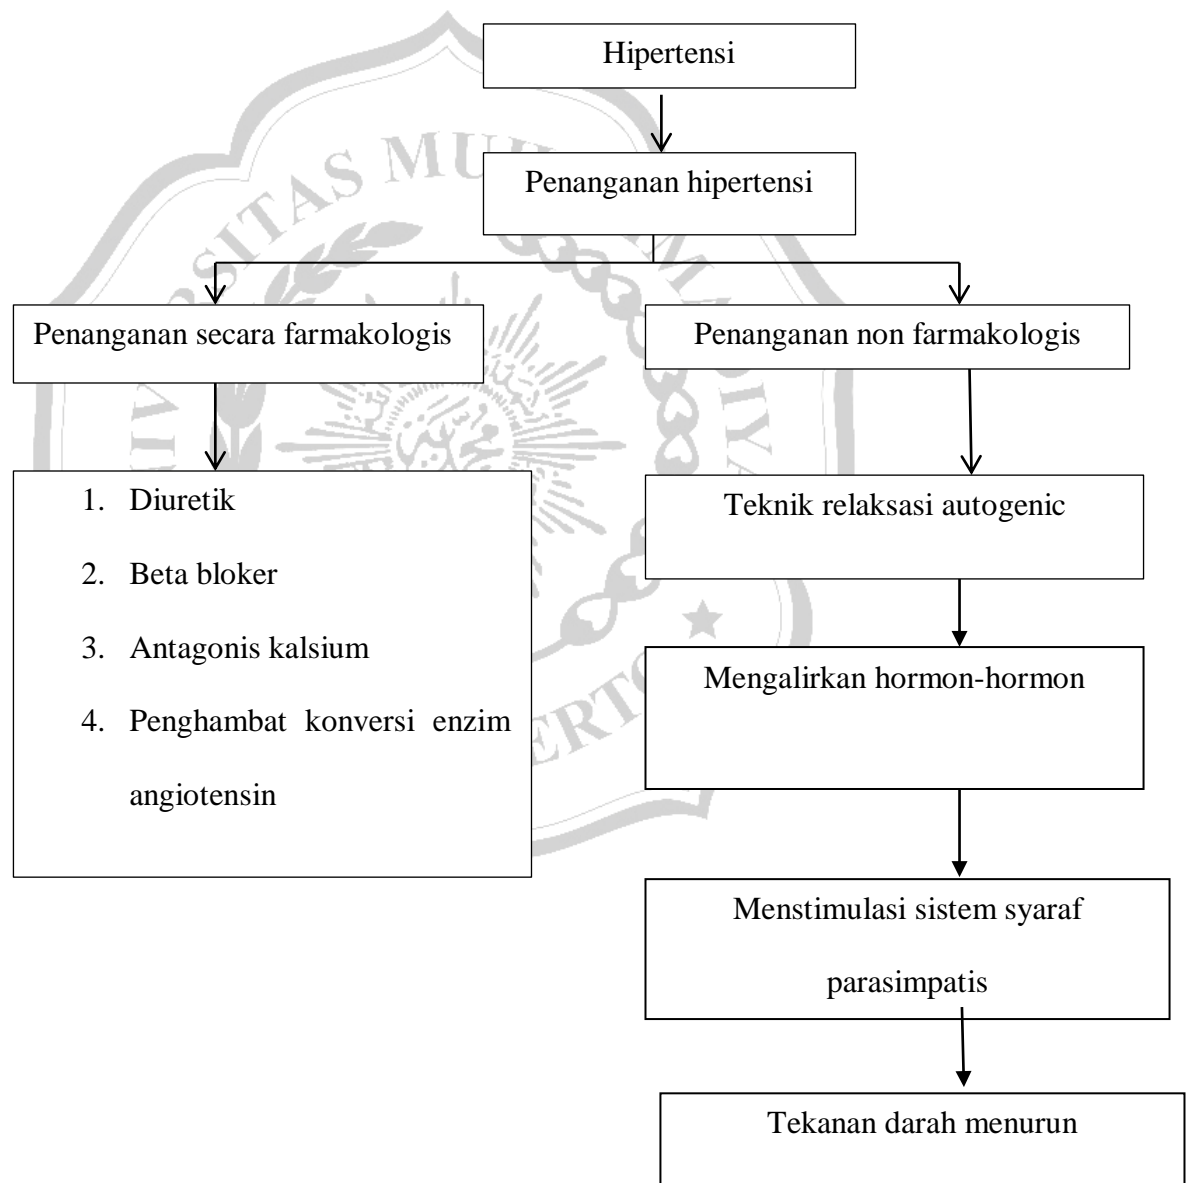 Hipertensi
Penanganan hipertensi
Penanganan secara farmakologis
Penanganan non farmakologis
1. Diuretik
2. Beta bloker
3. Antagonis kalsium
4. Penghambat konversi enzim
angiotensin
Teknik relaksasi autogenic
Mengalirkan hormon-hormon
Menstimulasi sistem syaraf
parasimpatis
Tekanan darah menurun